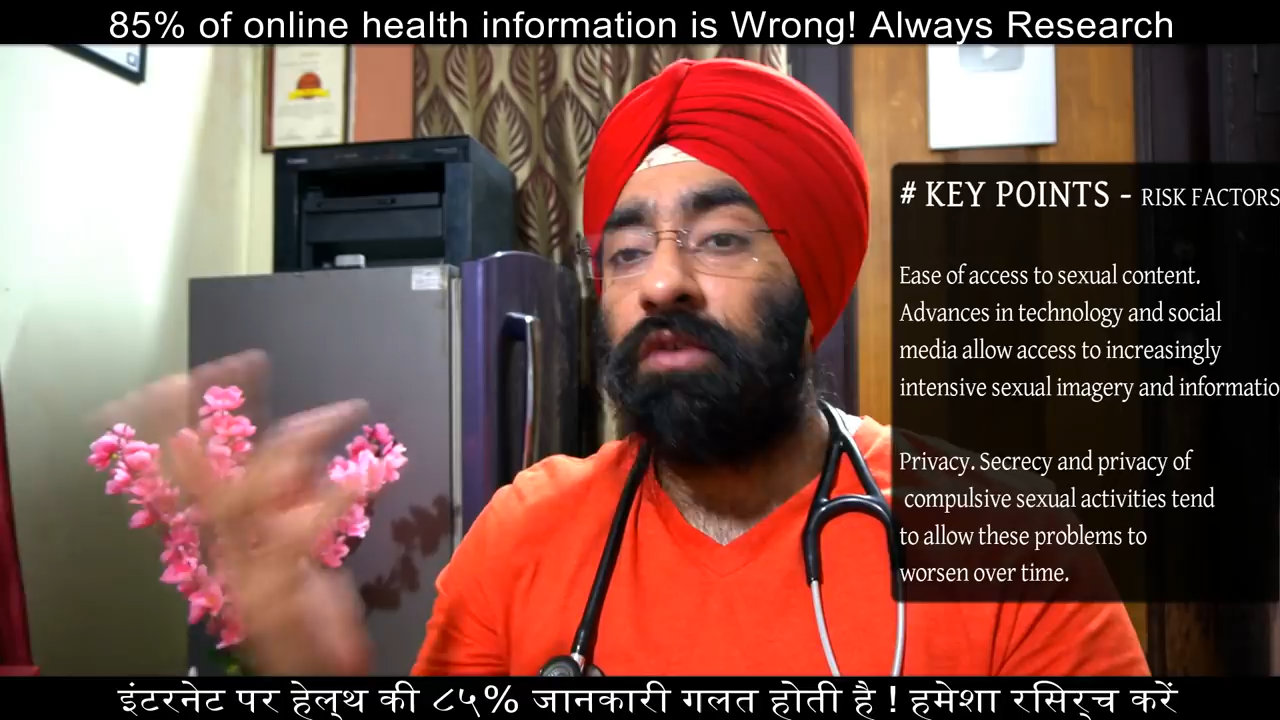 85% of online health information is Wrong! Always Research
# KEY POINTS - RISK FACTORS
Ease of access to sexual content.
Advances in technology and social
media allow access to increasingly
intensive sexual imagery and informatio
Privacy. Secrecy and privacy of
compulsive sexual activities tend
to allow these problems to
worsen over time.
इंटरनेट पर हेल्थ की ८५% जानकारी गलत होती है ! हमेशा रसिर्च करें